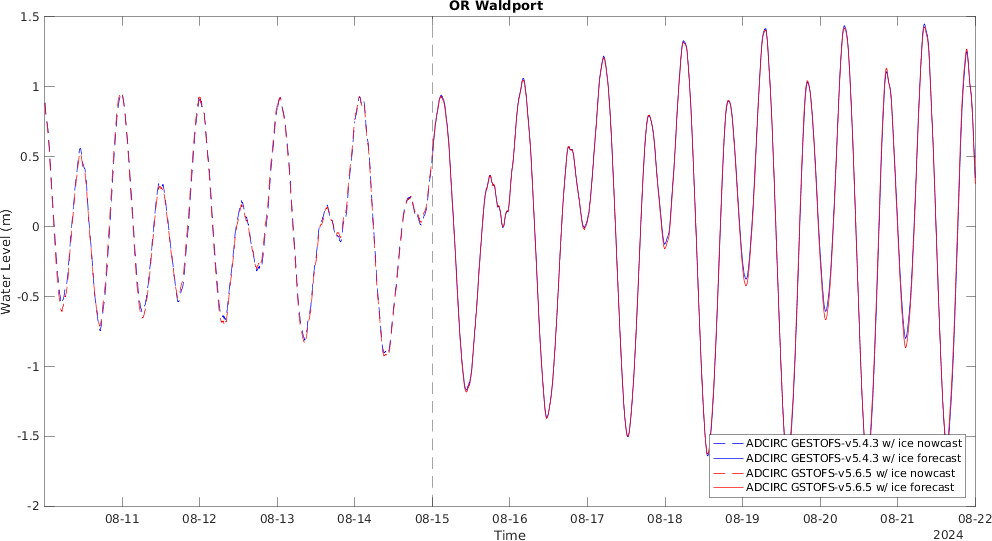 OR Waldport
1.5
1
0.5
0
-0.5
-1
-1.5
-2
Water Level (m)
ADCIRC GESTOFS-v5.4.3 w/ ice nowcast
ADCIRC GESTOFS-v5.4.3 w/ ice forecast
ADCIRC GSTOFS-v5.6.5 w/ ice nowcast
ADCIRC GSTOFS-v5.6.5 w/ ice forecast
08-11 08-12 08-13 08-14 08-15 08-16 08-17 08-18 08-19 08-20 08-21 08-22
Time
2024